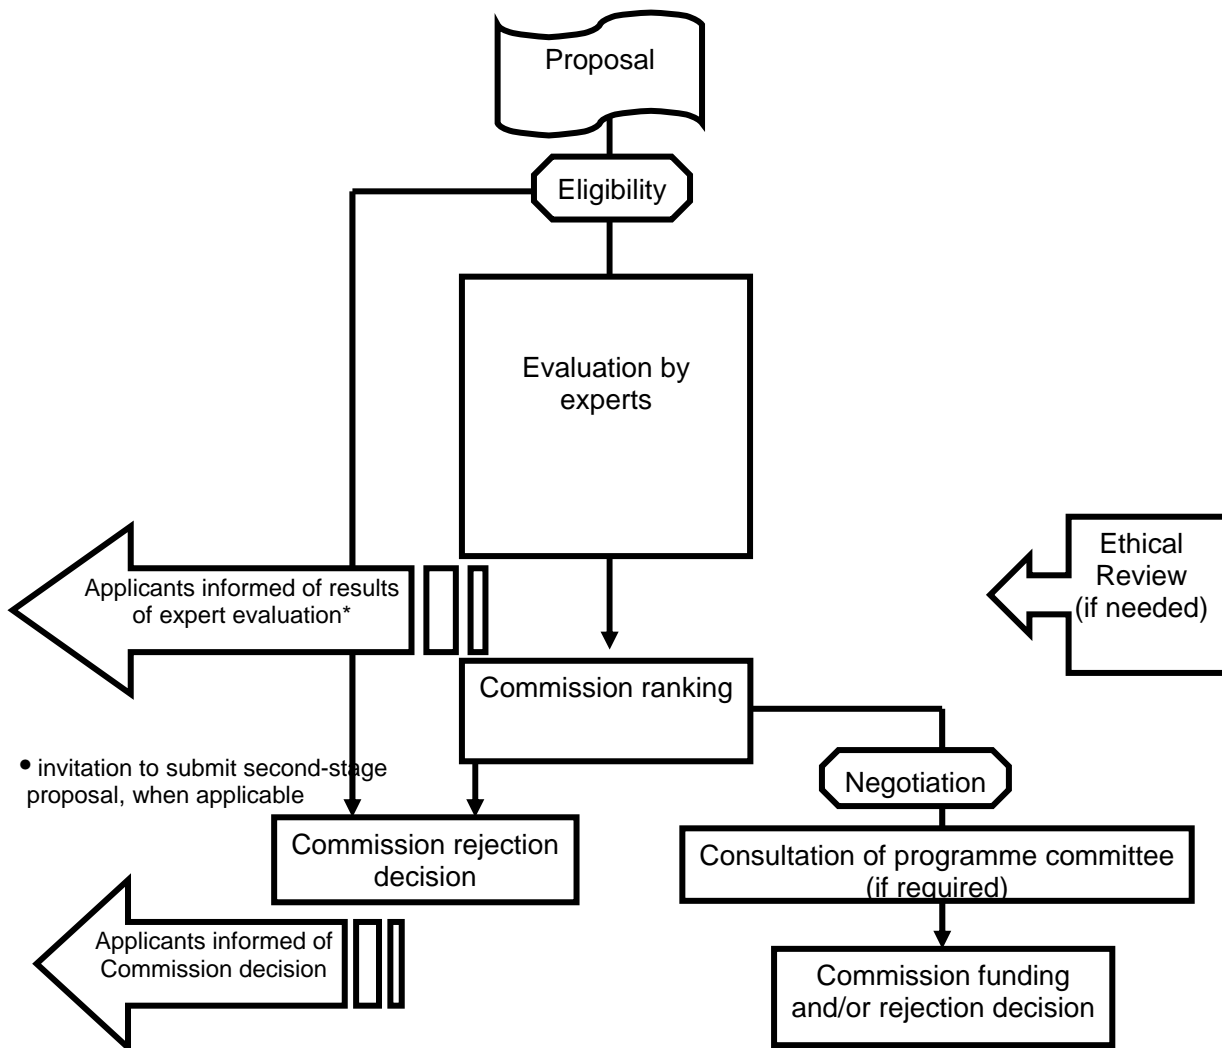 Proposal
Eligibility
Evaluation by
experts
Ethical
Review
(if needed)
Applicants informed of results
of expert evaluation*
Commission ranking
• invitation to submit second-stage
proposal, when applicable
Negotiation
Commission rejection
decision
Consultation of programme committee
(if required)
Applicants informed of
Commission decision
Commission funding
and/or rejection decision